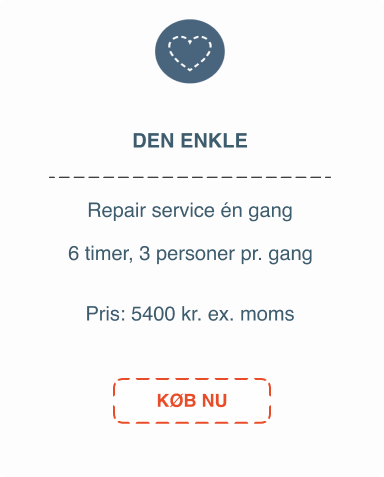 DEN ENKLE
Repair service én gang
6 timer, 3 personer pr. gang
Pris: 5400 kr. ex. moms
KØB NU